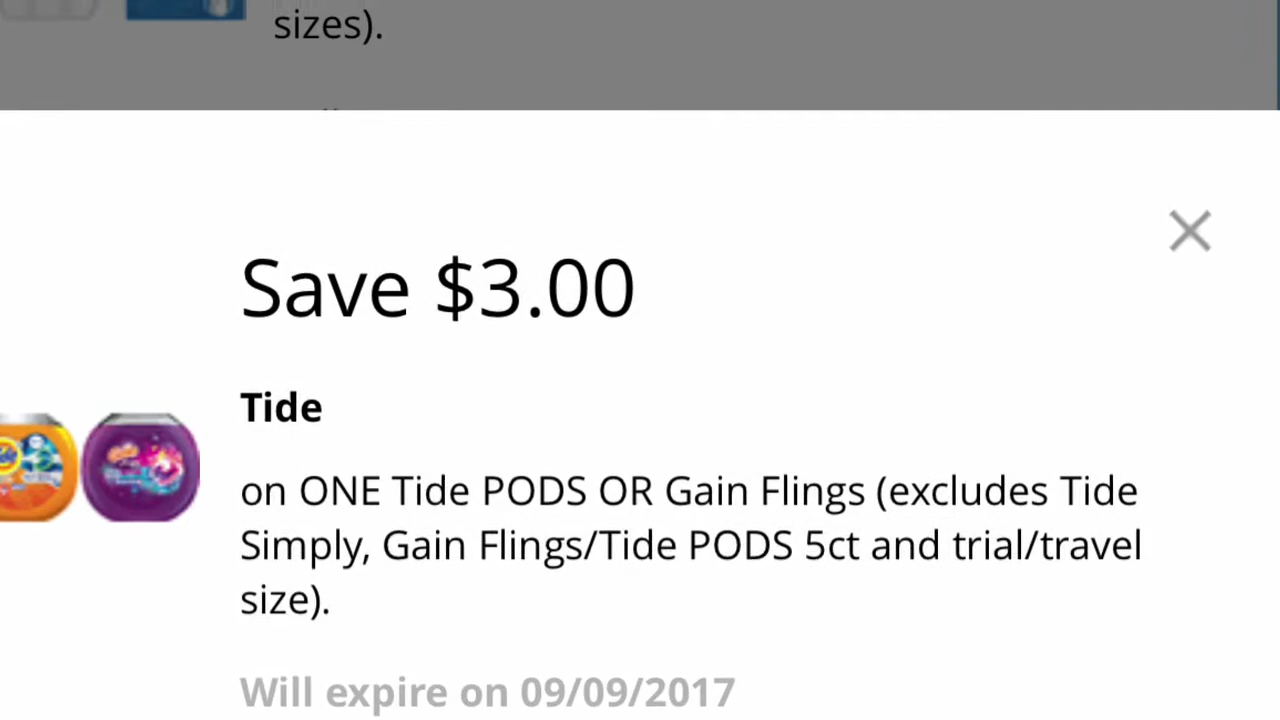 sizes).
Save $3.00
Tide
on ONE Tide PODS OR Gain Flings (excludes Tide
Simply, Gain Flings/Tide PODS 5ct and trial/travel
size).
Will expire on 09/09/2017